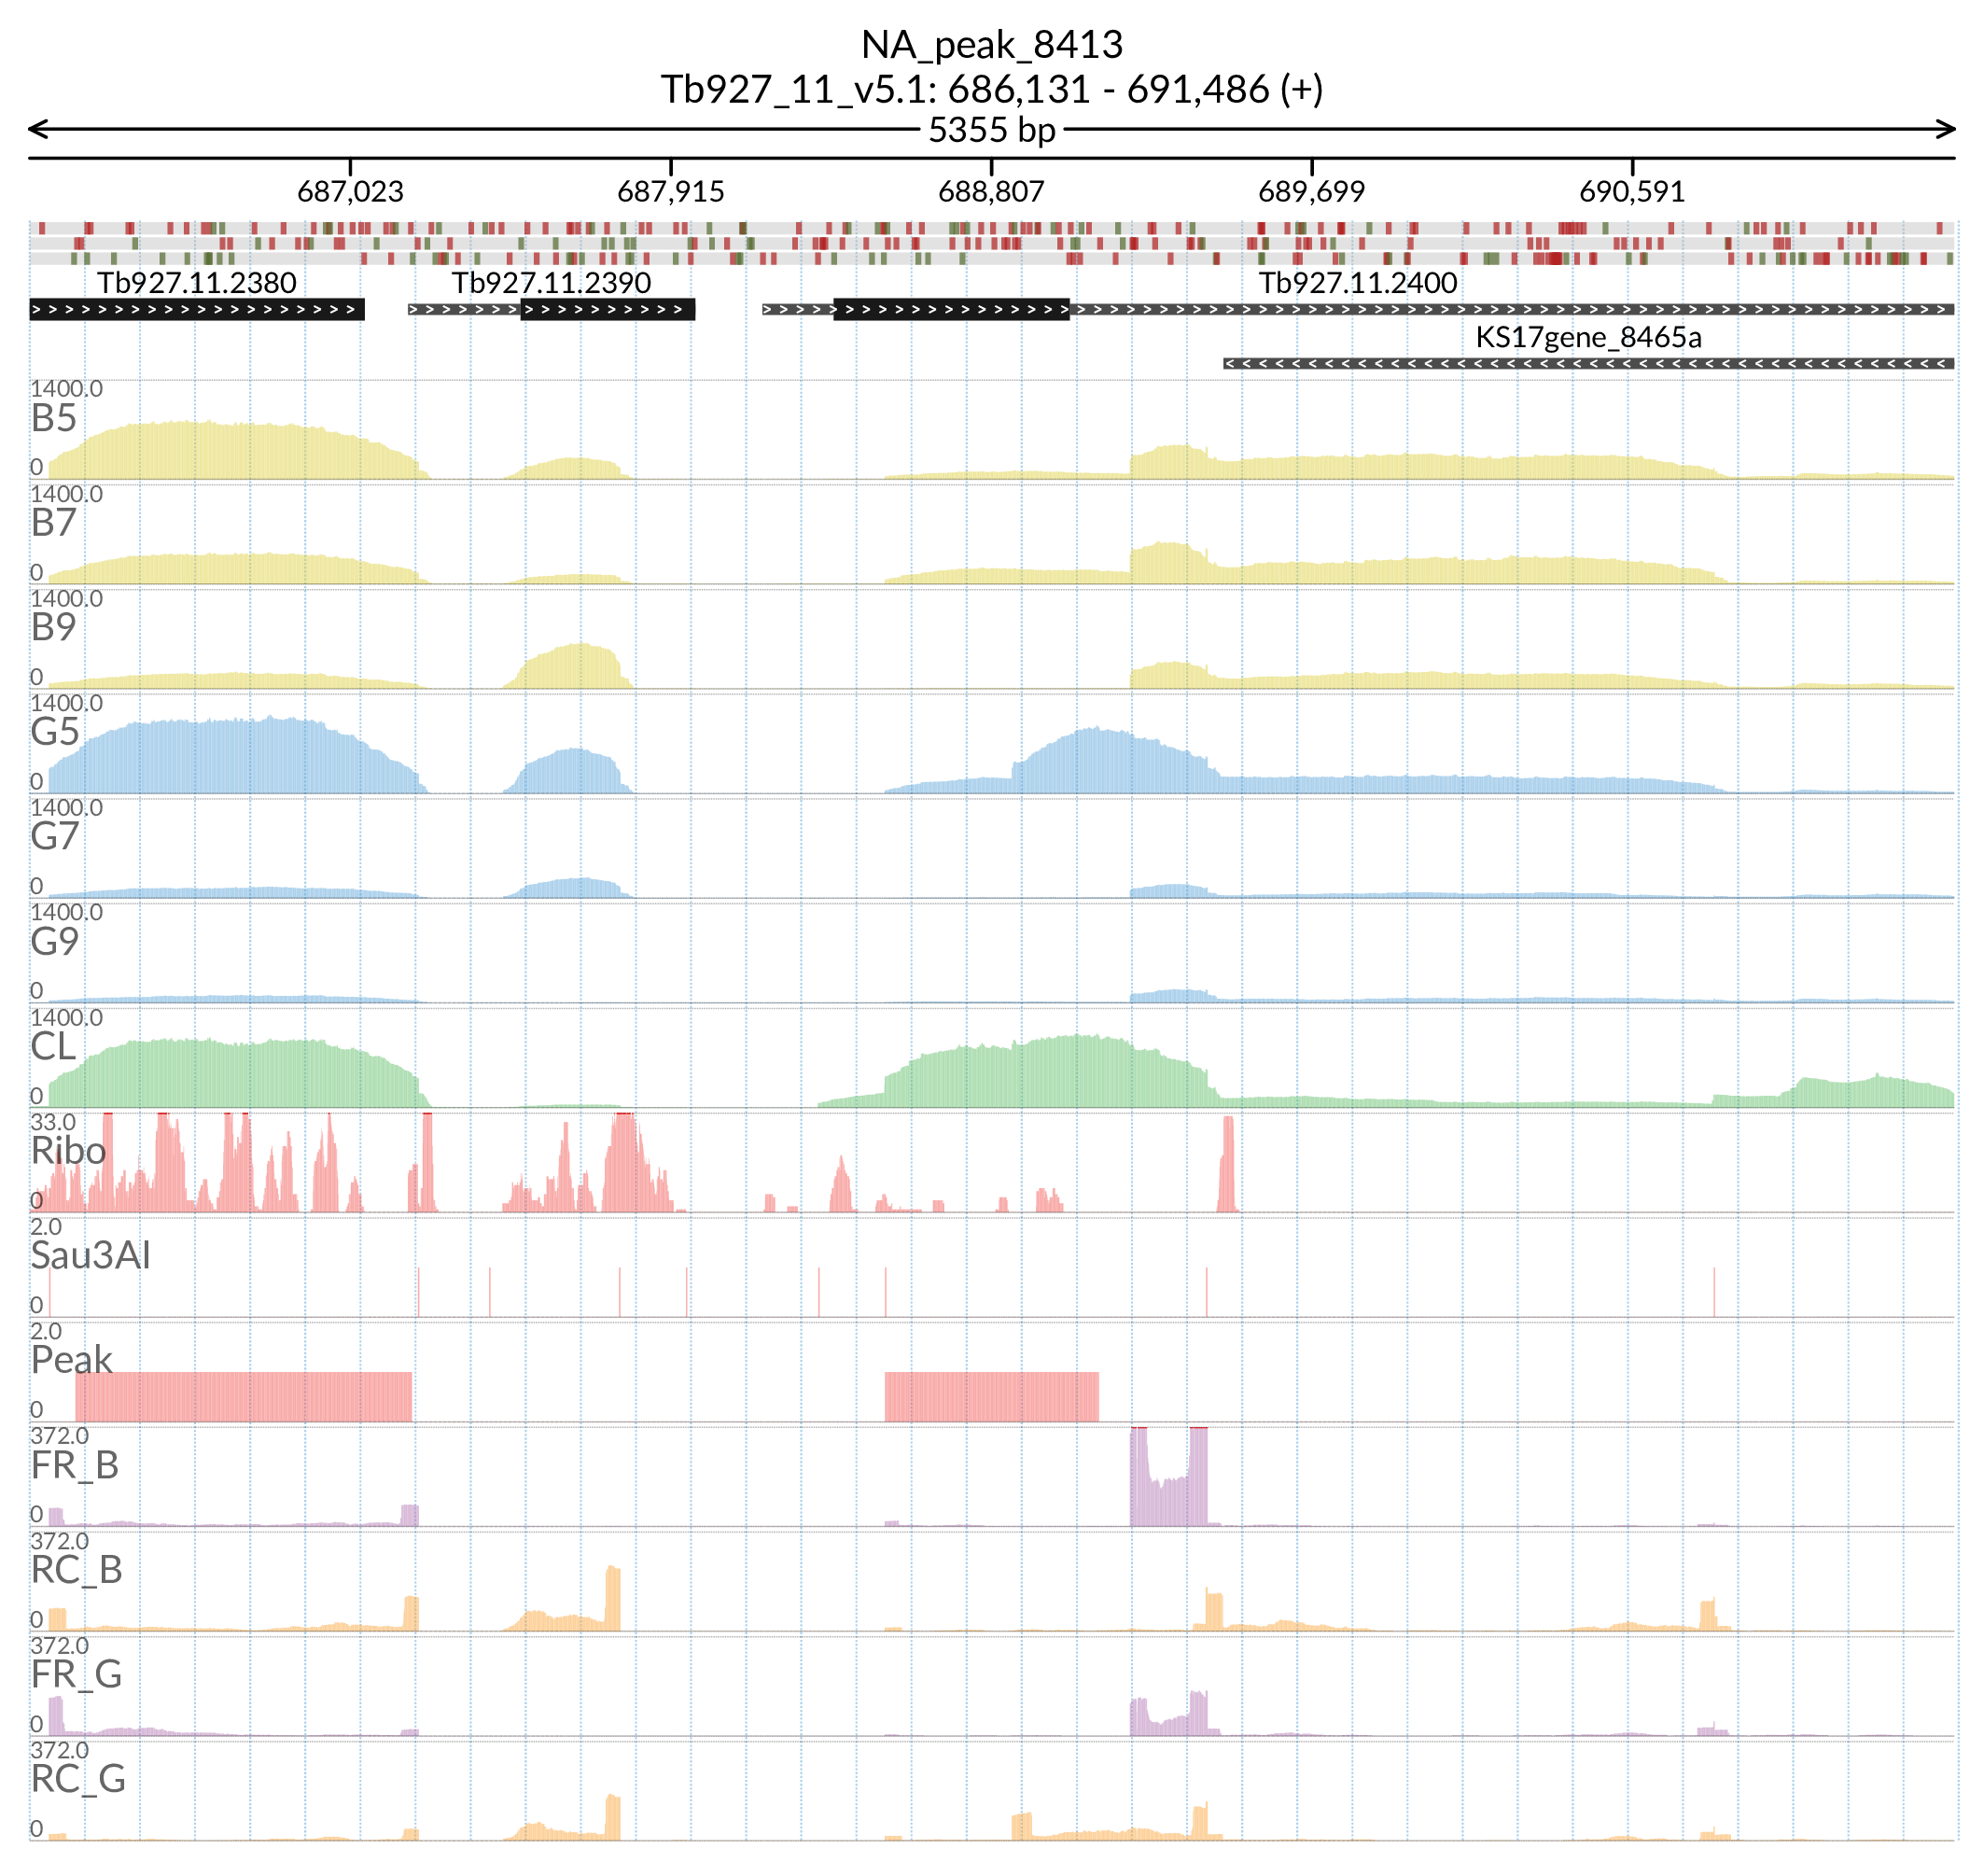 NA_peak_8413
Tb927_11_v5.1: 686,131 - 691,486 (+)
5355 bp
687,023 687,915 688,807 689,699 690,591
Tb927.11.2380 Tb927.11.2390 Tb927.11.2400
KS17gene_8465a
1400.0
B5
0
1400.0
B7
0
1400.0
B9
0
1400.0
G5
0
1400.0
G7
0
1400.0
G9
0
1400.0
CL
0
33.0
Ribo
0
2.0
Sau3AI
0
2.0
Peak
0
372.0
FR_B
0
372.0
RC_B
0
372.0
FR_G
0
372.0
RC_G
0